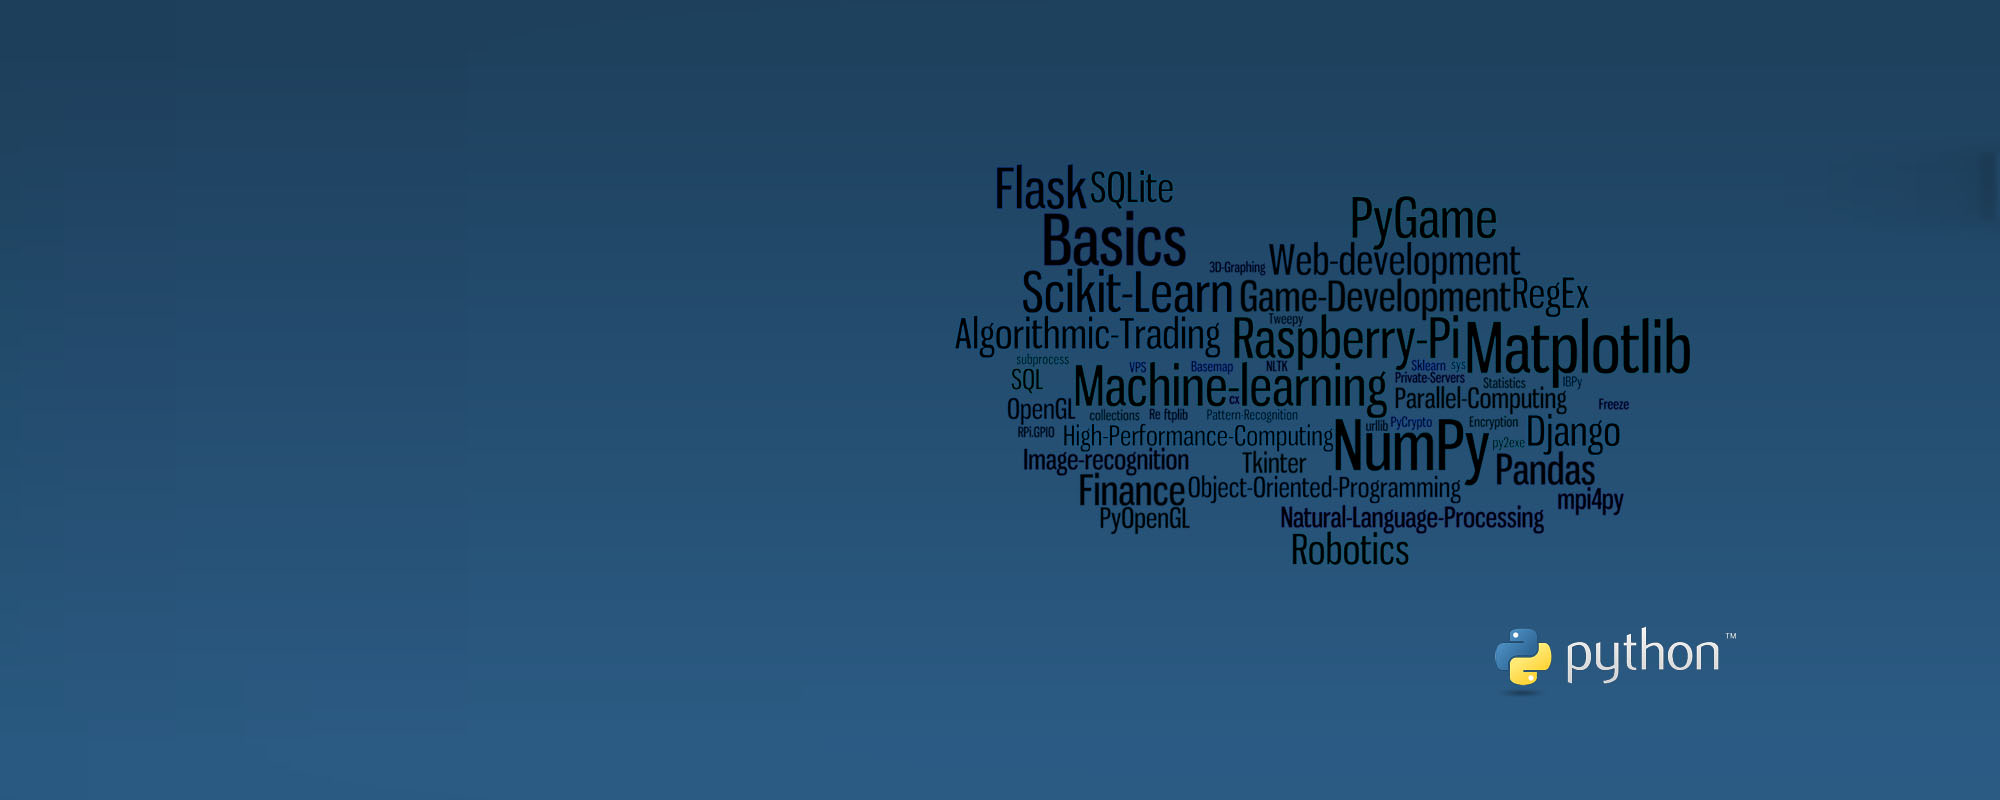 Flask SQLite
PyGame
Basics
3D-Graphing Web-development
Scikit-Learn Game-Development RegEx
Tweepy
Algorithmic-Trading Raspberry-Pi Matplotlib
subprocess VPS Basemap NLTK Sklearn sys
SQL Machine-learning Private-Servers Statistics IBPy
cx Parallel-Computing Freeze
OpenGL collections Re ftplib Pattern-Recognition
urllib PyCrypto Encryption
RPi.GPIO High-Performance-Computing NumPy py2exe Django
Image-recognition Tkinter Pandas
Finance Object-Oriented-Programming mpi4py
PyOpenGL Natural-Language-Processing
Robotics
python™